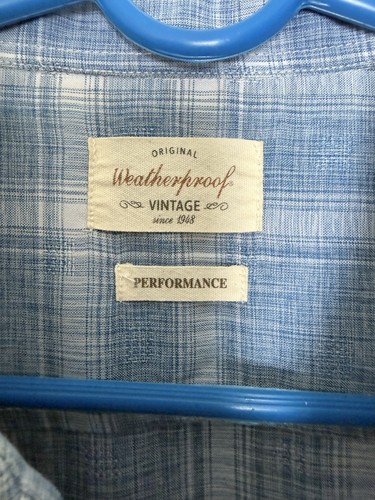 ORIGINAL
Weatherproof
VINTAGE
since 1948
PERFORMANCE